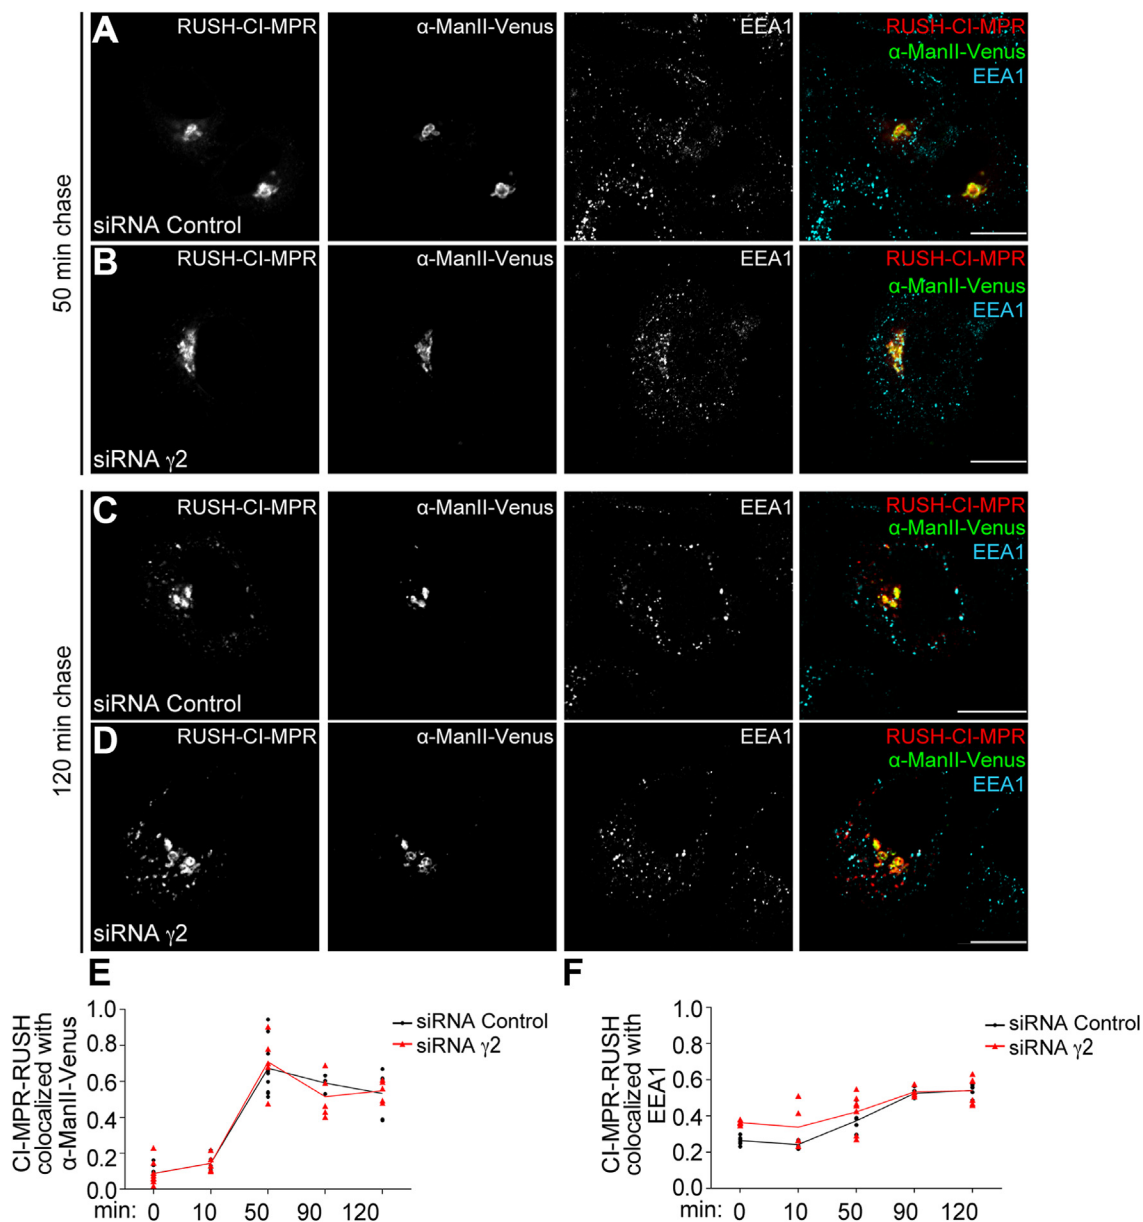 A
RUSH-CI-MPR
α-ManII-Venus
EEA1
RUSH-CI-MPR
α-ManII-Venus
EEA1
siRNA Control
50 min chase
B
RUSH-CI-MPR
α-ManII-Venus
EEA1
RUSH-CI-MPR
α-ManII-Venus
EEA1
siRNA γ2
C
RUSH-CI-MPR
α-ManII-Venus
EEA1
RUSH-CI-MPR
α-ManII-Venus
EEA1
siRNA Control
120 min chase
D
RUSH-CI-MPR
α-ManII-Venus
EEA1
RUSH-CI-MPR
α-ManII-Venus
EEA1
siRNA γ2
E
CI-MPR-RUSH
colocalized with
α-ManII-Venus
1.0
0.8
0.6
0.4
0.2
0.0
siRNA Control
siRNA γ2
min: 0 10 50 90 120
F
CI-MPR-RUSH
colocalized with
EEA1
1.0
0.8
0.6
0.4
0.2
0.0
siRNA Control
siRNA γ2
min: 0 10 50 90 120